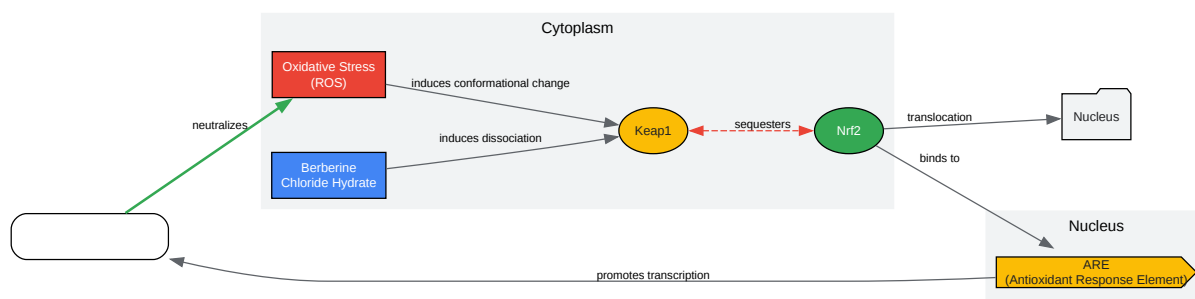 Cytoplasm
Oxidative Stress
(ROS)
induces conformational change
neutralizes
Keap1
sequesters
Nrf2
translocation
Nucleus
induces dissociation
Berberine
Chloride Hydrate
binds to
Nucleus
ARE
(Antioxidant Response Element)
promotes transcription